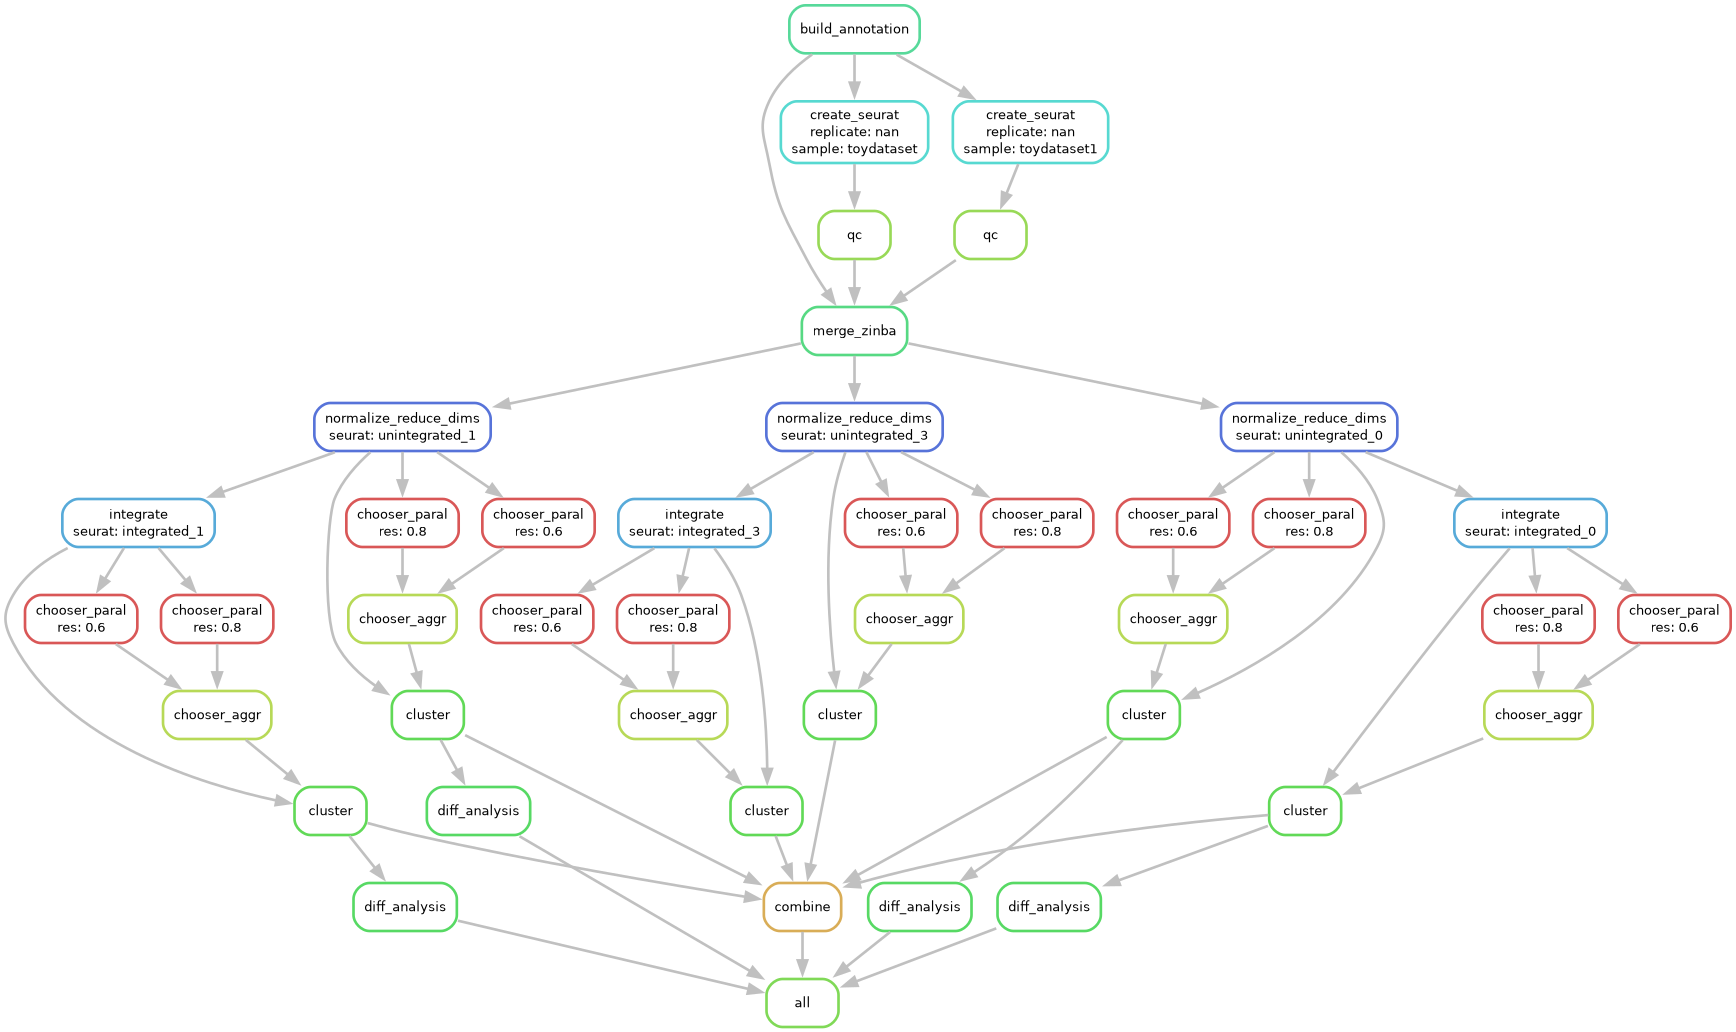 build_annotation
create_seurat
replicate: nan
sample: toydataset
create_seurat
replicate: nan
sample: toydataset1
qc
qc
merge_zinba
normalize_reduce_dims
seurat: unintegrated_1
normalize_reduce_dims
seurat: unintegrated_3
normalize_reduce_dims
seurat: unintegrated_0
integrate
seurat: integrated_1
chooser_paral
res: 0.8
chooser_paral
res: 0.6
integrate
seurat: integrated_3
chooser_paral
res: 0.6
chooser_paral
res: 0.8
chooser_paral
res: 0.6
chooser_paral
res: 0.8
integrate
seurat: integrated_0
chooser_paral
res: 0.6
chooser_paral
res: 0.8
chooser_aggr
chooser_paral
res: 0.6
chooser_paral
res: 0.8
chooser_aggr
chooser_aggr
chooser_paral
res: 0.8
chooser_paral
res: 0.6
chooser_aggr
cluster
chooser_aggr
cluster
cluster
chooser_aggr
cluster
diff_analysis
cluster
cluster
diff_analysis
combine
diff_analysis
diff_analysis
all